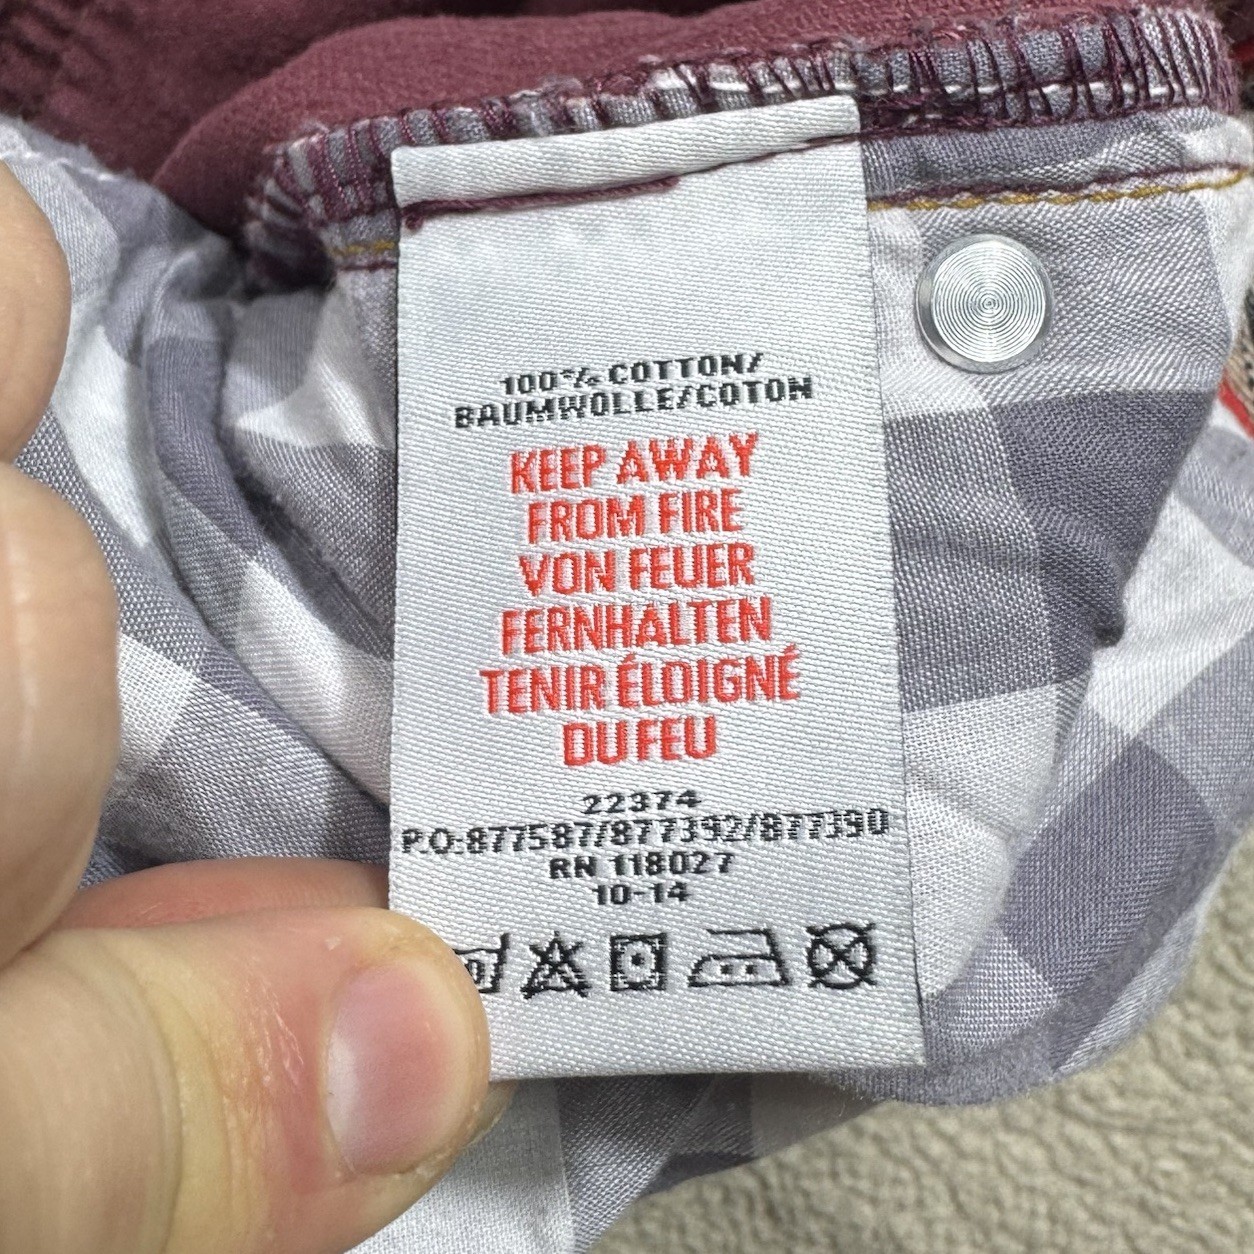 100% COTTON/
BAUMWOLLE/COTON
KEEP AWAY
FROM FIRE
VON FEUER
FERNHALTEN
TENIR ÉLOIGNÉ
DU FEU
22374
P.O:877587/877392/877390
RN 118027
10-14